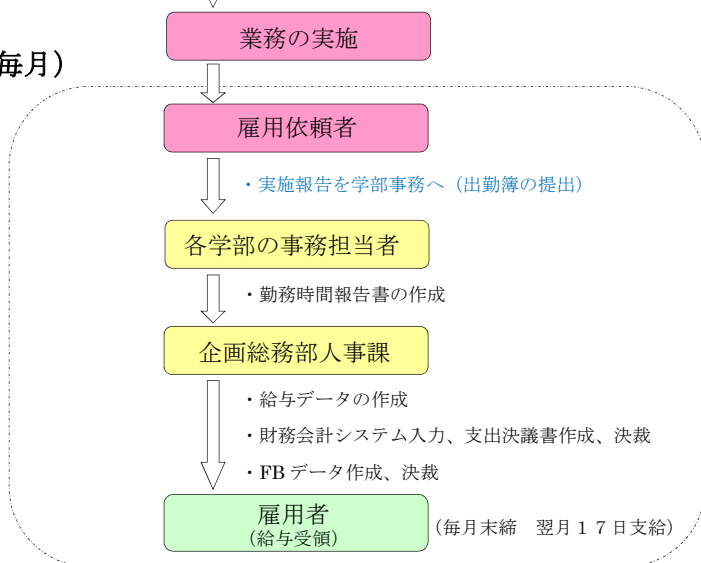 業務の実施
毎月）
雇用依頼者
・実施報告を学部事務へ（出勤簿の提出）
各学部の事務担当者
・勤務時間報告書の作成
企画総務部人事課
・給与データの作成
・財務会計システム入力、支出決議書作成、決裁
・FBデータ作成、決裁
雇用者
（給与受領）
（毎月末締　翌月１７日支給）